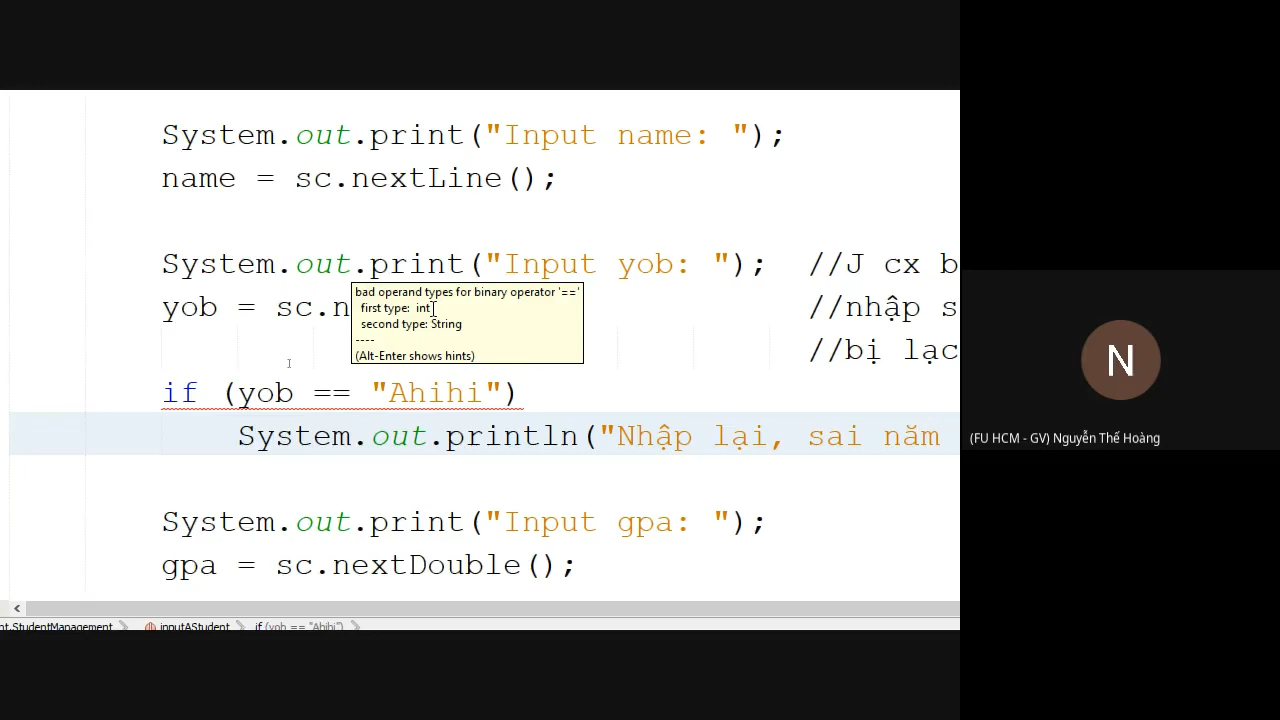 System.out.print("Input name: ");
name = sc.nextLine();
System.out.print("Input yob: "); //J cx b
yob = sc.n //nhập s
//bị lạc
bad operand types for binary operator '=='
first type: int
second type: String
----
(Alt-Enter shows hints)
if (yob == "Ahihi")
System.out.println("Nhập lại, sai năm
System.out.print("Input gpa: ");
gpa = sc.nextDouble();
<
nt.StudentManagement inputAStudent if (yob == "Ahihi")
N
(FU HCM - GV) Nguyễn Thế Hoàng